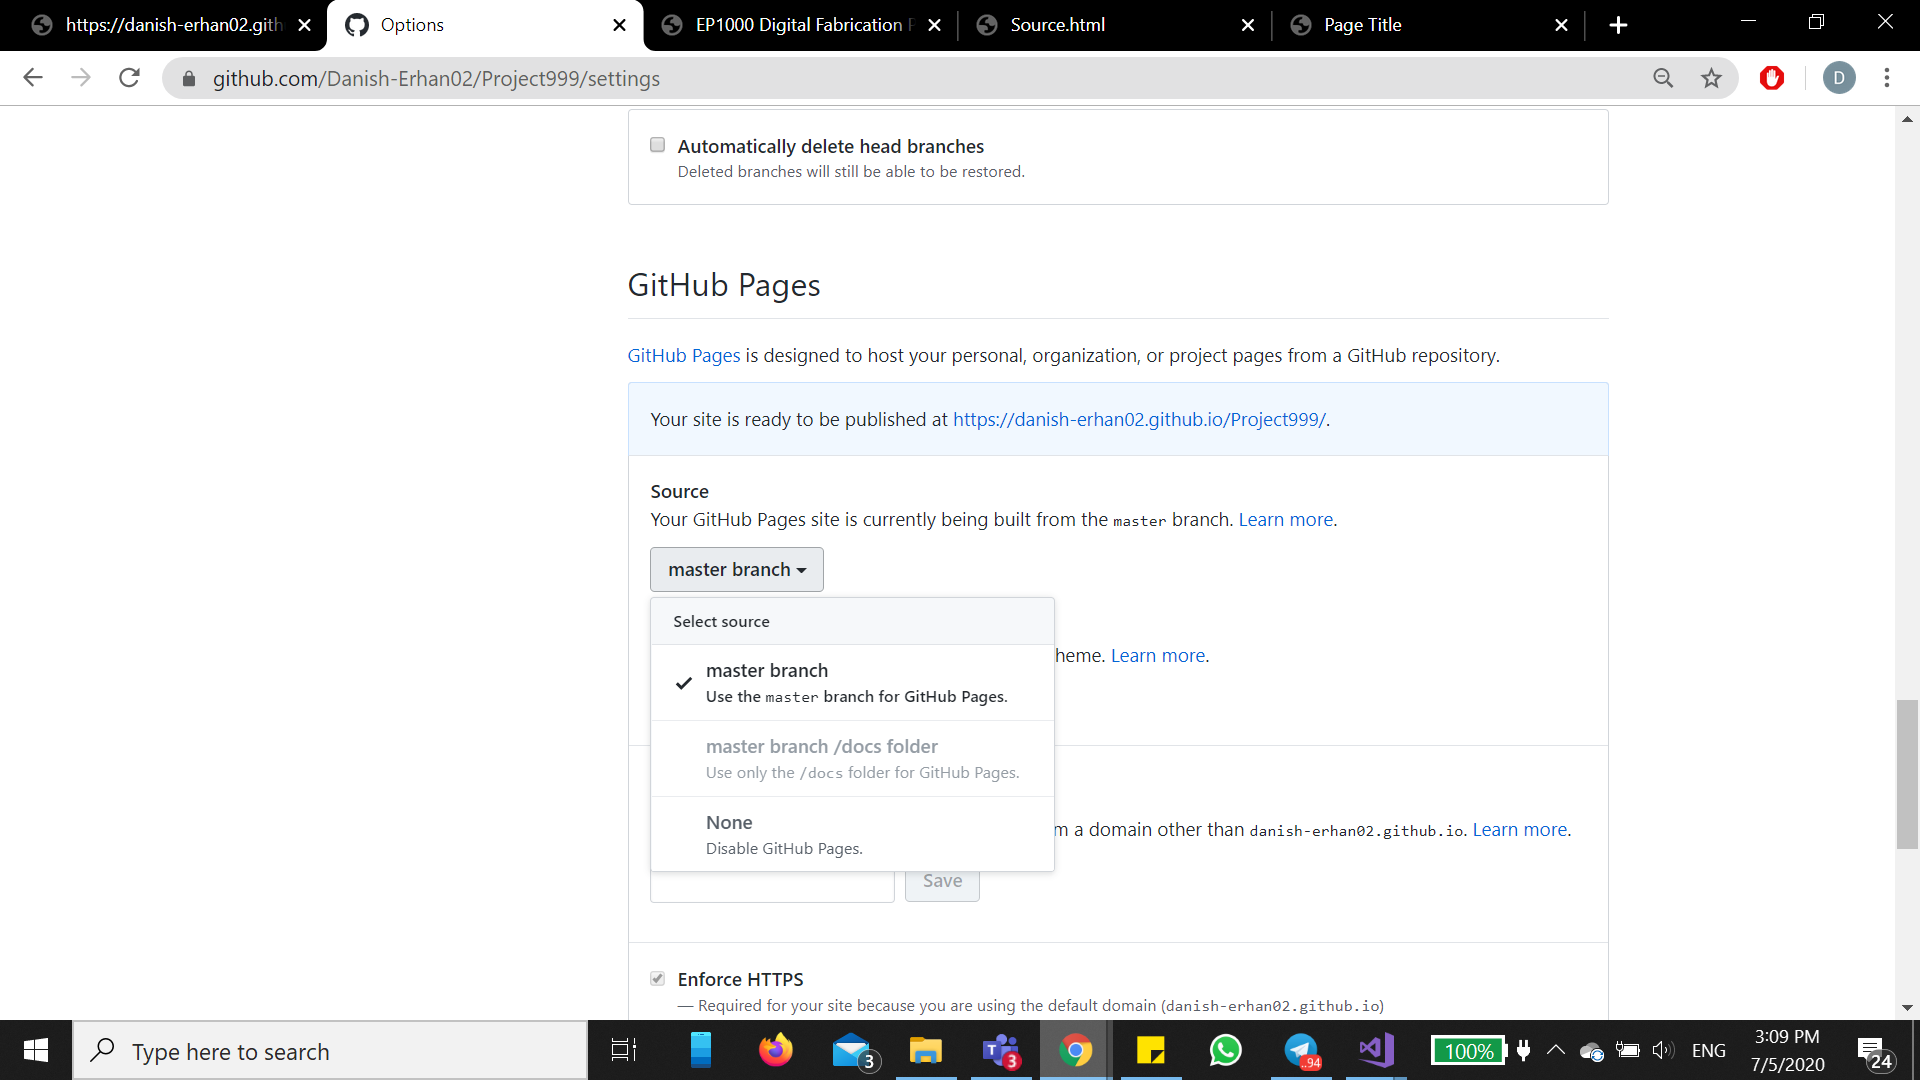 https://danish-erhan02.gith
Options
EP1000 Digital Fabrication P
Source.html
Page Title
github.com/Danish-Erhan02/Project999/settings
D
Automatically delete head branches
Deleted branches will still be able to be restored.
GitHub Pages
GitHub Pages is designed to host your personal, organization, or project pages from a GitHub repository.
Your site is ready to be published at https://danish-erhan02.github.io/Project999/.
Source
Your GitHub Pages site is currently being built from the master branch. Learn more.
master branch
Select source
heme. Learn more.
master branch
Use the master branch for GitHub Pages.
master branch /docs folder
Use only the /docs folder for GitHub Pages.
None
m a domain other than danish-erhan02.github.io. Learn more.
Disable GitHub Pages.
Save
Enforce HTTPS
— Required for your site because you are using the default domain (danish-erhan02.github.io)
Type here to search
3
3
.94
100%
ENG
3:09 PM
7/5/2020
24